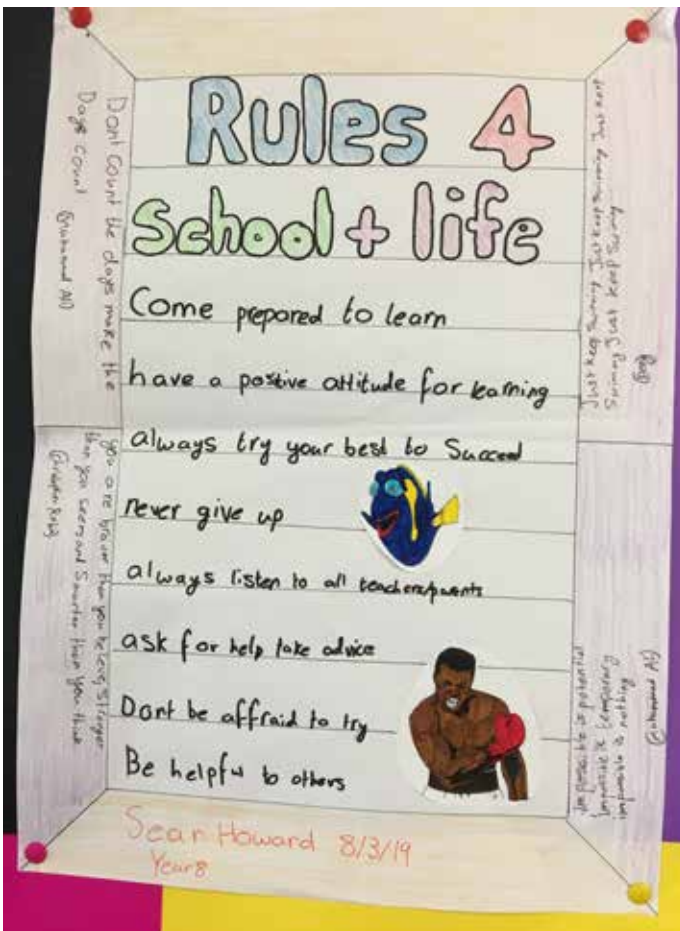 Rules 4
School + life
Come prepared to learn
have a positive attitude for learning
always try your best to Succeed
never give up
always listen to all teachers/parents
ask for help take advice
Dont be affraid to try
Be helpful to others
Sean Howard 8/3/19
Year 8
Dont count the days make the
Days Count
you are braver than you believe, stronger
than you seem and Smarter than you think
Just keep Swimming Just keep Swimming Just keep
Swimming Just keep Swimming
Dory
Impossible is potential
Impossible is temporary
impossible is nothing